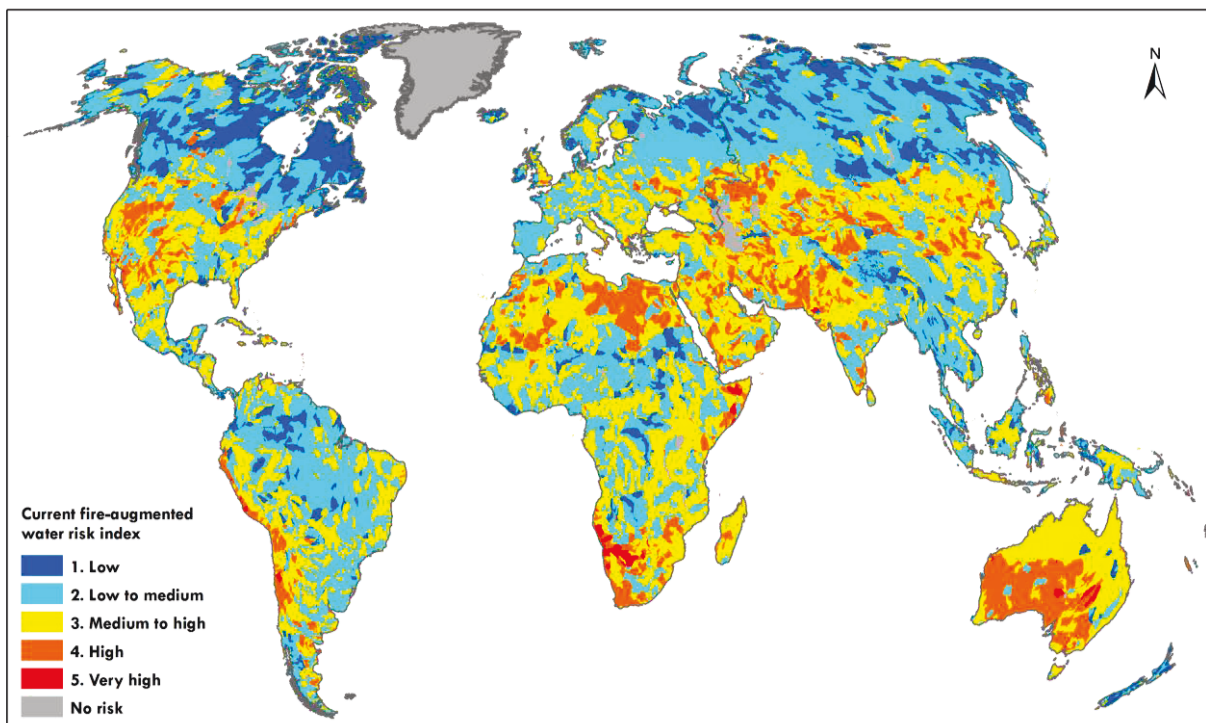 N
Current fire-augmented
water risk index
1. Low
2. Low to medium
3. Medium to high
4. High
5. Very high
No risk